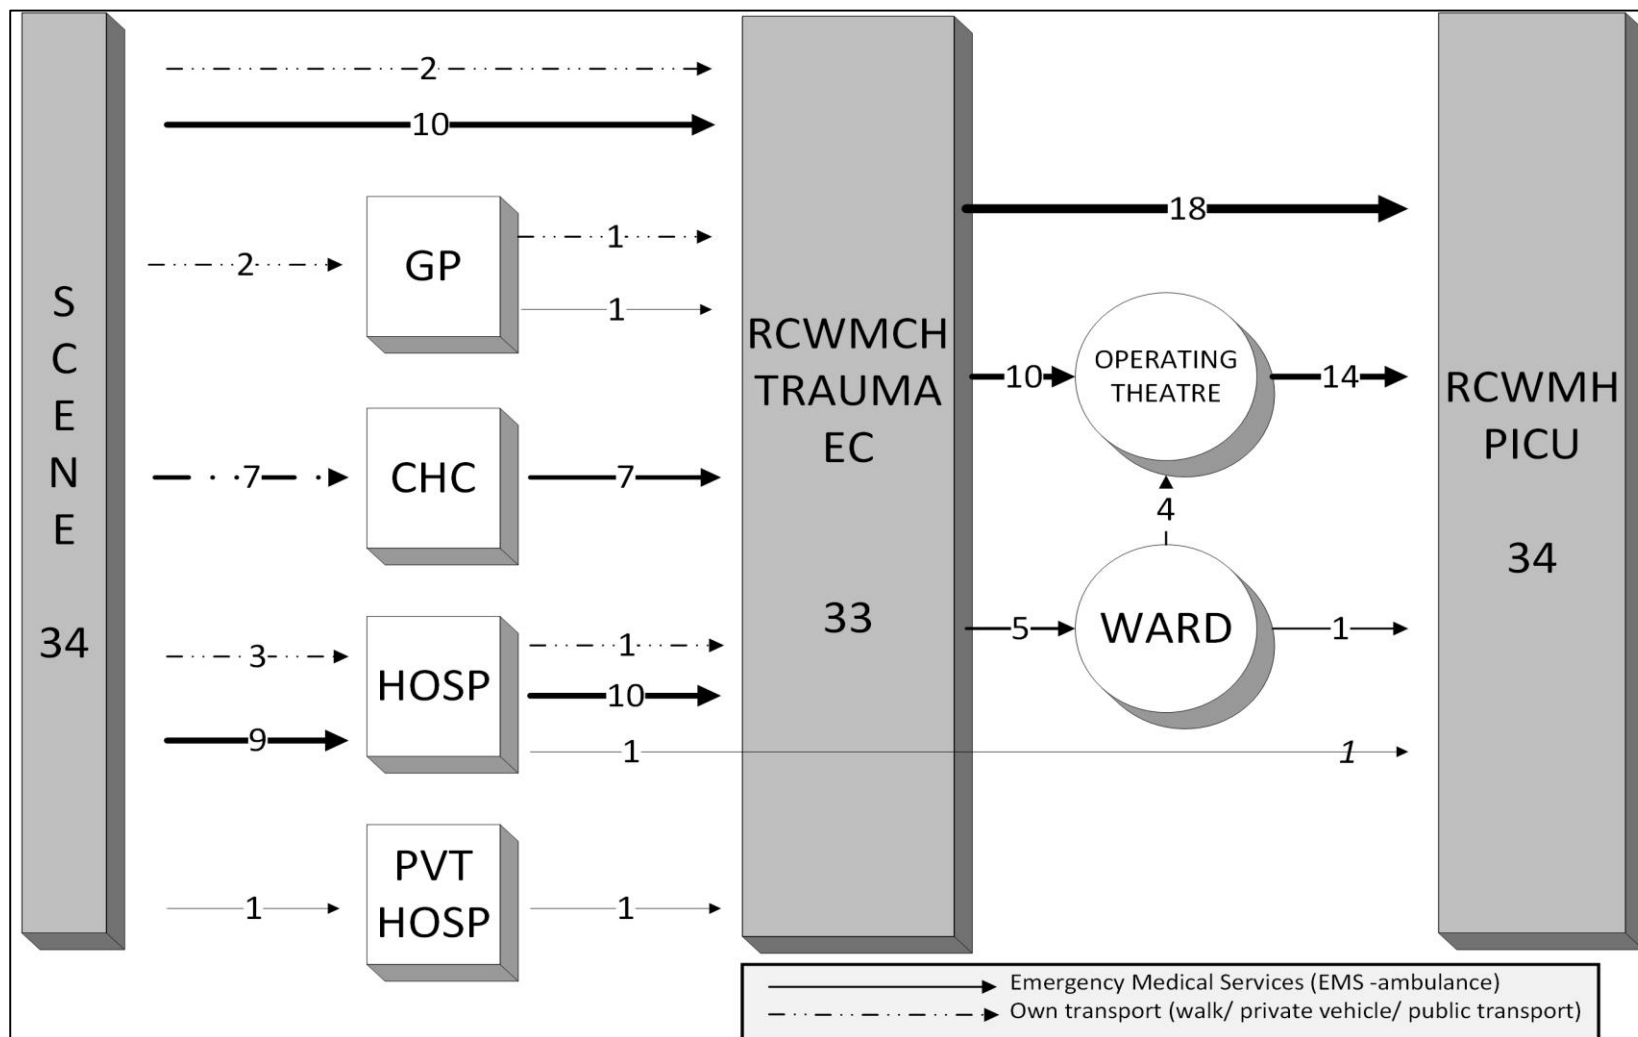 S
C
E
N
E
34
2
10
2
GP
1
1
7
CHC
7
3
9
HOSP
1
10
1
1
PVT
HOSP
1
RCWMCH
TRAUMA
EC
33
18
10
OPERATING
THEATRE
14
4
5
WARD
1
1
RCWMH
PICU
34
Emergency Medical Services (EMS -ambulance)
Own transport (walk/ private vehicle/ public transport)